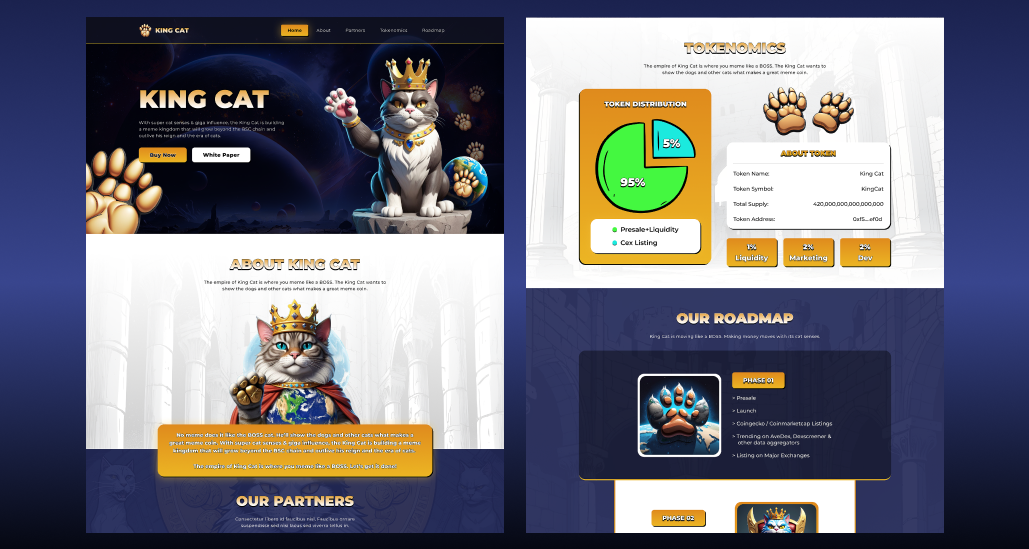 KING CAT
Home
About
Partners
Tokenomics
Roadmap
KING CAT
With super cat senses & giga influence, the King Cat is building
a meme kingdom that will grow beyond the BSC chain and
outlive his reign and the era of cats.
Buy Now
White Paper
ABOUT KING CAT
The empire of King Cat is where you meme like a BOSS. The King Cat wants to
show the dogs and other cats what makes a great meme coin.
No meme does it like the BOSS cat. He'll show the dogs and other cats what makes a
great meme coin. With super cat senses & giga influence, the King Cat is building a meme
kingdom that will grow beyond the BSC chain and outlive his reign and the era of cats.
The empire of King Cat is where you meme like a BOSS.
OUR PARTNERS
Consectetur libero id faucibus nisl. Faucibus ornare
suspendisse sed nisi lacus sed viverra tellus in
TOKENOMICS
The empire of King Cat is where you meme like a BOSS. The King Cat wants to
show the dogs and other cats what makes a great meme coin.
TOKEN DISTRIBUTION
5%
95%
Presale+Liquidity
Cex Listing
ABOUT TOKEN
Token Name: King Cat
Token Symbol: KingCat
Total Supply: 420,000,000,000,000,000
Token Address: 0xf5....ef0d
1%
Liquidity
2%
Marketing
2%
Dev
OUR ROADMAP
King Cat is moving like a BOSS. Making money moves with its cat senses
PHASE 01
> Presale
> Launch
> Coingecko / Coinmarketcap Listings
> Trending on AveDex, Dexscreener &
other data aggregators
> Listing on Major Exchanges
PHASE 02